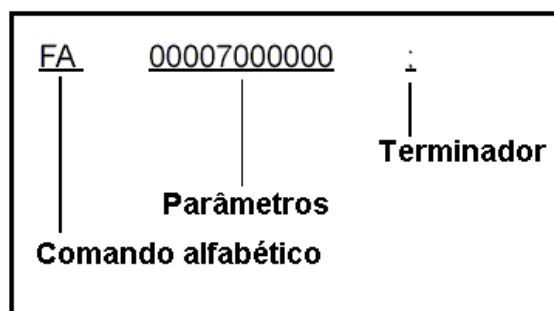 FA 00007000000 ;
Terminador
Parâmetros
Comando alfabético